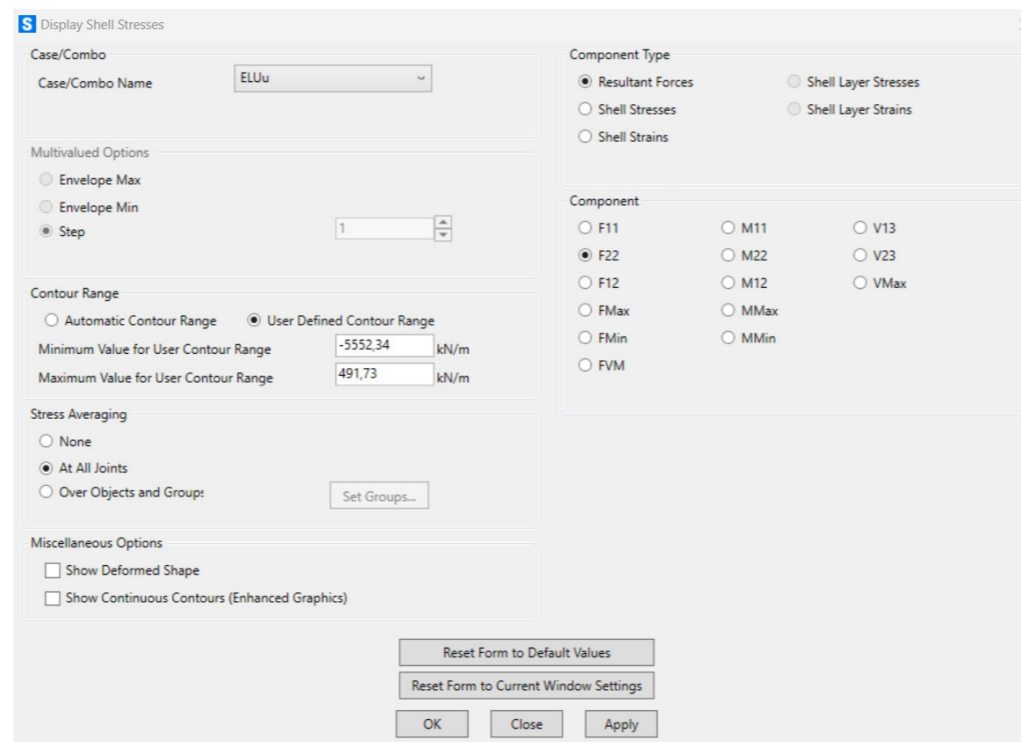 S Display Shell Stresses
Case/Combo
Case/Combo Name ELUu
Multivalued Options
Envelope Max
Envelope Min
Step 1
Contour Range
Automatic Contour Range User Defined Contour Range
Minimum Value for User Contour Range -5552,34 kN/m
Maximum Value for User Contour Range 491,73 kN/m
Stress Averaging
None
At All Joints
Over Objects and Groups Set Groups...
Miscellaneous Options
Show Deformed Shape
Show Continuous Contours (Enhanced Graphics)
Component Type
Resultant Forces Shell Layer Stresses
Shell Stresses Shell Layer Strains
Shell Strains
Component
F11 M11 V13
F22 M22 V23
F12 M12 VMax
FMax MMax
FMin MMin
FVM
Reset Form to Default Values
Reset Form to Current Window Settings
OK Close Apply